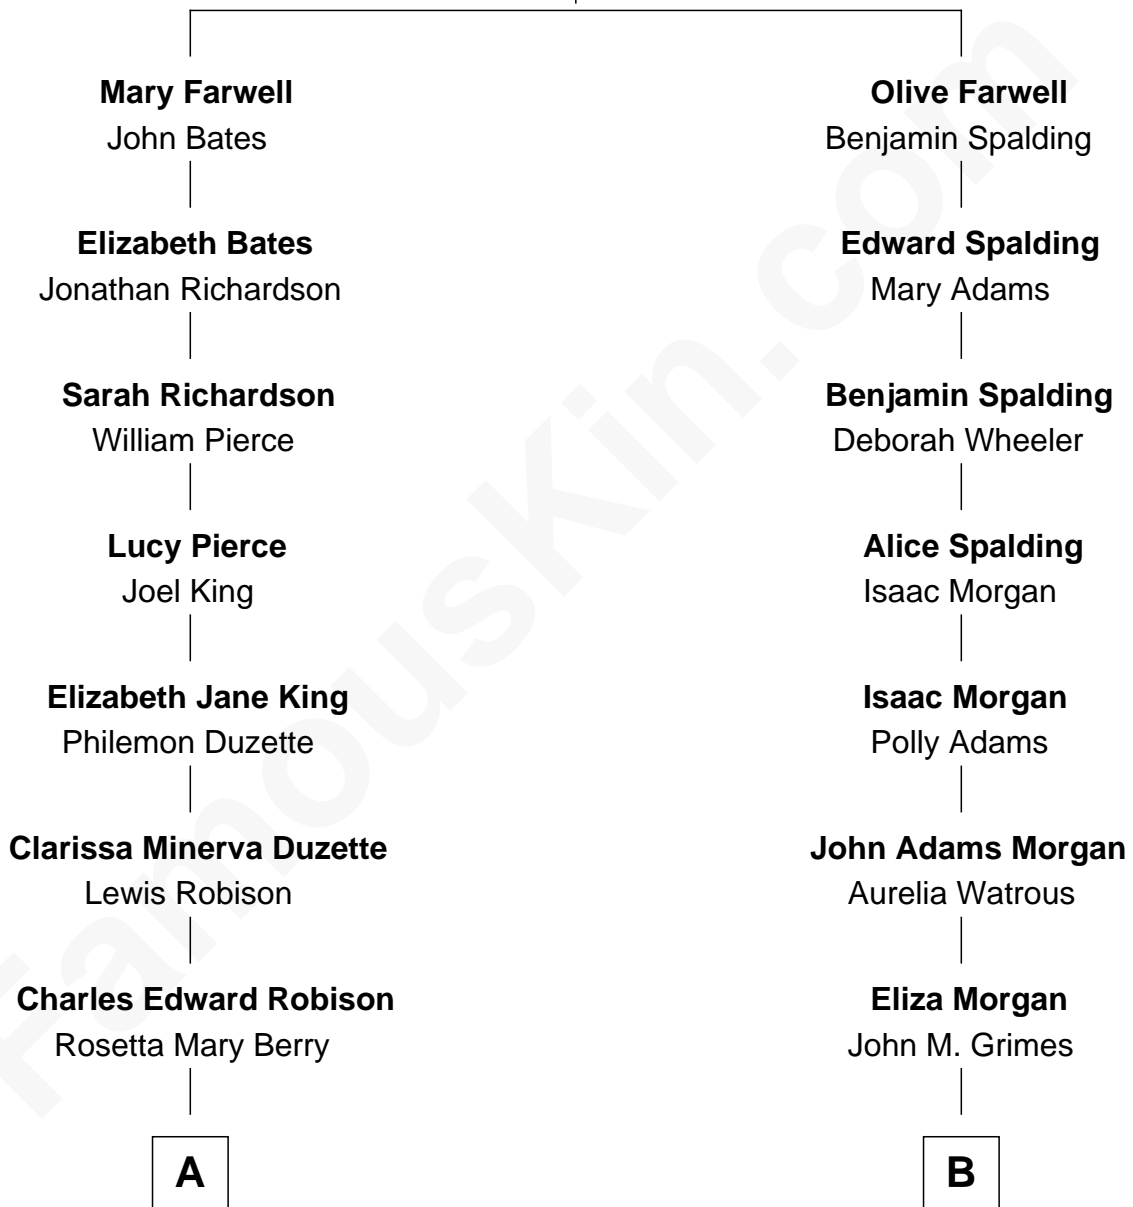 Mary Farwell
John Bates
Olive Farwell
Benjamin Spalding
Elizabeth Bates
Jonathan Richardson
Edward Spalding
Mary Adams
Sarah Richardson
William Pierce
Benjamin Spalding
Deborah Wheeler
Lucy Pierce
Joel King
Alice Spalding
Isaac Morgan
Elizabeth Jane King
Philemon Duzette
Isaac Morgan
Polly Adams
Clarissa Minerva Duzette
Lewis Robison
John Adams Morgan
Aurelia Watrous
Charles Edward Robison
Rosetta Mary Berry
Eliza Morgan
John M. Grimes
A
B
FamousKin.com